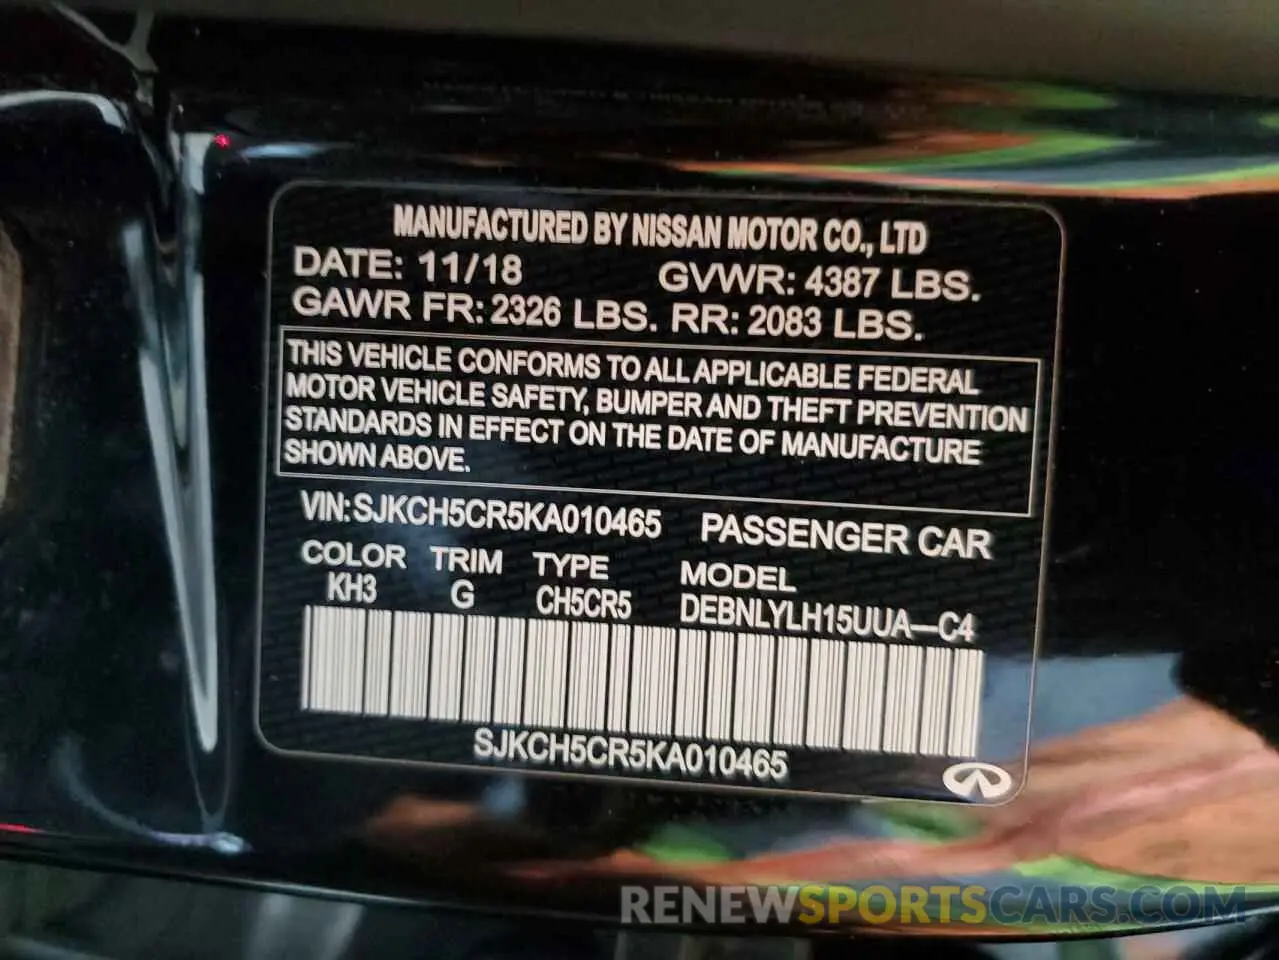 MANUFACTURED BY NISSAN MOTOR CO., LTD
DATE: 11/18 GVWR: 4387 LBS.
GAWR FR: 2326 LBS. RR: 2083 LBS.
THIS VEHICLE CONFORMS TO ALL APPLICABLE FEDERAL
MOTOR VEHICLE SAFETY, BUMPER AND THEFT PREVENTION
STANDARDS IN EFFECT ON THE DATE OF MANUFACTURE
SHOWN ABOVE.
VIN: SJKCH5CR5KA010465 PASSENGER CAR
COLOR TRIM TYPE MODEL
KH3 G CH5CR5 DEBNLYLH15UUA—C4
SJKCH5CR5KA010465
RENEWSPORTSCARS.COM